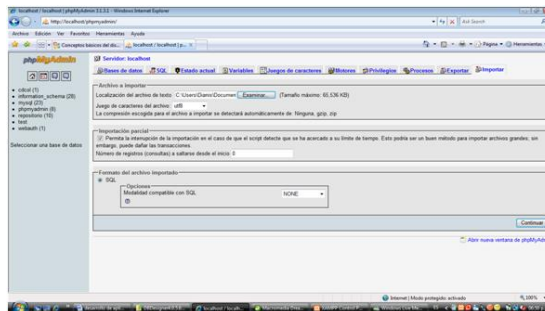 localhost / localhost | phpMyAdmin 3.1.3.1 - Windows Internet Explorer
http://localhost/phpmyadmin/
Archivo Edición Ver Favoritos Herramientas Ayuda
Conceptos básicos del dis... localhost / localhost | p... Página Herramientas
phpMyAdmin
cdcol (1)
information_schema (28)
mysql (23)
phpmyadmin (8)
repositorio (10)
test
webauth (1)
Seleccionar una base de datos
Servidor: localhost
Bases de datos SQL Estado actual Variables Juegos de caracteres Motores Privilegios Procesos Exportar Importar
Archivo a importar
Localización del archivo de texto C:\Users\Danis\Documen Examinar... (Tamaño máximo: 65,536 KB)
Juego de caracteres del archivo: utf8
La compresión escogida para el archivo a importar se detectará automáticamente de: Ninguna, gzip, zip
Importación parcial
Permita la interrupción de la importación en el caso de que el script detecte que se ha acercado a su límite de tiempo. Esto podría ser un buen método para importar archivos grandes; sin
embargo, puede dañar las transacciones.
Número de registros (consultas) a saltarse desde el inicio 0
Formato del archivo importado
SQL
Opciones
Modalidad compatible con SQL NONE
Continuar
Abrir nueva ventana de phpMyAdm
Internet | Modo protegido: activado 100%